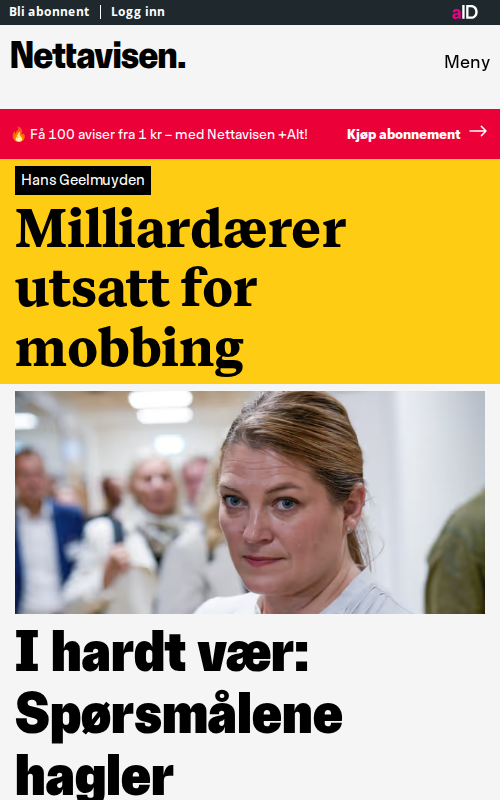 Bli abonnent | Logg inn
aID
Nettavisen.
Meny
🔥 Få 100 aviser fra 1 kr – med Nettavisen +Alt!
Kjøp abonnement →
Hans Geelmuyden
Milliardærer
utsatt for
mobbing
I hardt vær:
Spørsmålene
hagler